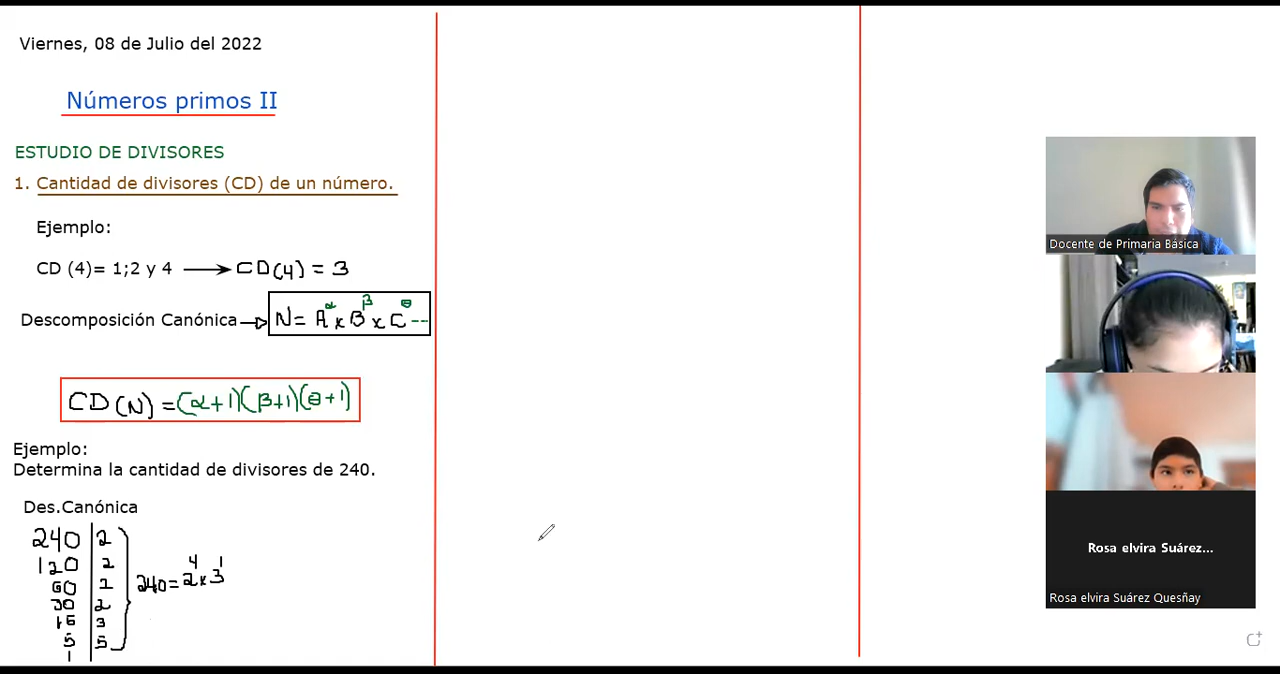 Viernes, 08 de Julio del 2022
Números primos II
ESTUDIO DE DIVISORES
1. Cantidad de divisores (CD) de un número.
Ejemplo:
CD (4)= 1;2 y 4 → CD(4) = 3
Descomposición Canónica → N= A^α x B^β x C^θ ---
CD(N) =(α+1)(β+1)(θ+1)
Ejemplo:
Determina la cantidad de divisores de 240.
Des.Canónica
240 | 2
120 | 2
60 | 2
30 | 2
15 | 3
5 | 5
1
240= 2^4 x 3^1
Docente de Primaria Básica
Rosa elvira Suárez...
Rosa elvira Suárez Quesñay